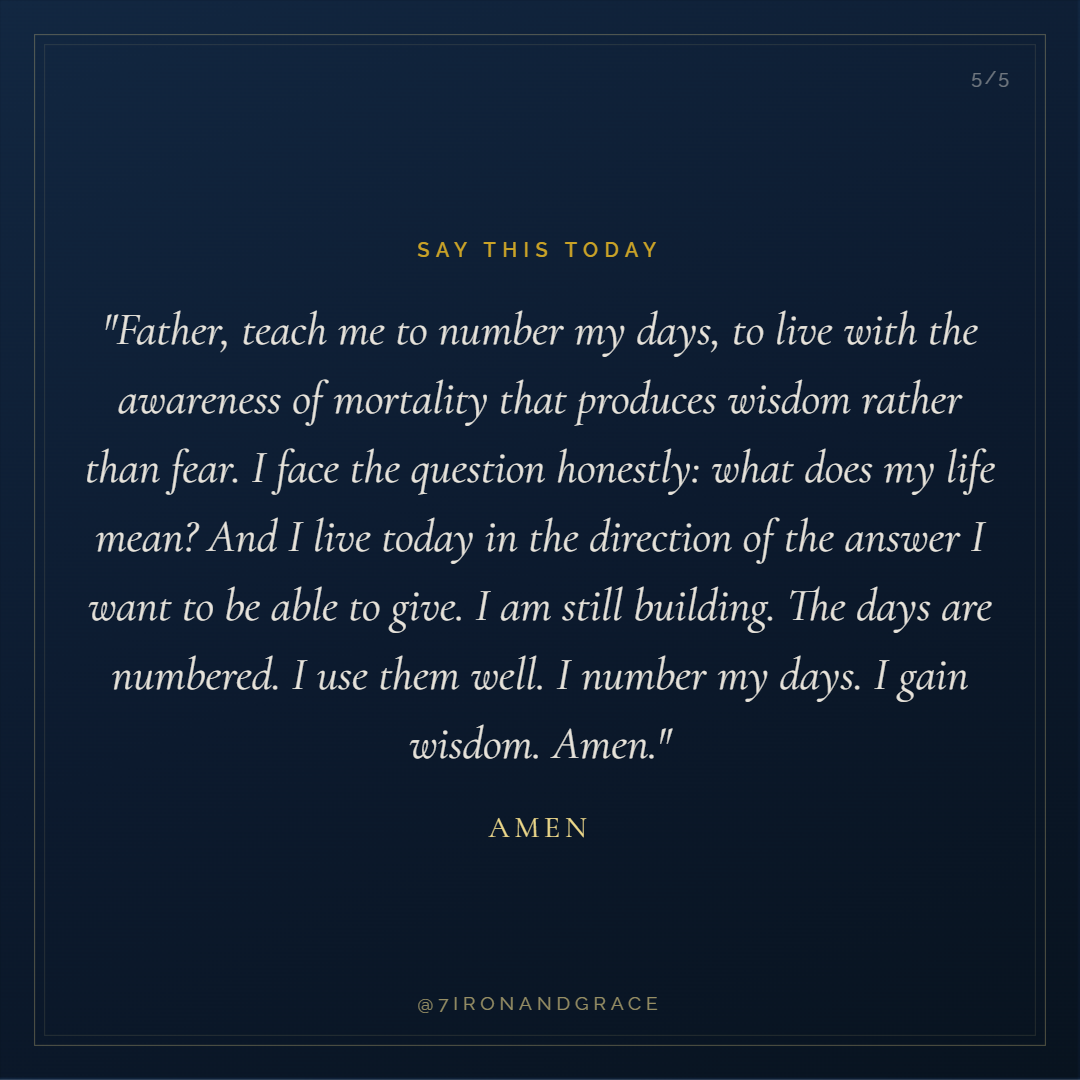 5/5
SAY THIS TODAY
"Father, teach me to number my days, to live with the
awareness of mortality that produces wisdom rather
than fear. I face the question honestly: what does my life
mean? And I live today in the direction of the answer I
want to be able to give. I am still building. The days are
numbered. I use them well. I number my days. I gain
wisdom. Amen."
AMEN
@7IRONANDGRACE